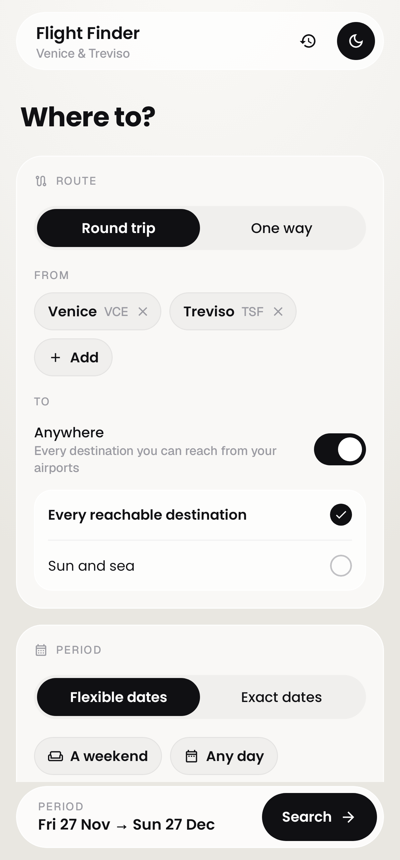 Flight Finder
Venice & Treviso
Where to?
ROUTE
Round trip
One way
FROM
Venice VCE
Treviso TSF
Add
TO
Anywhere
Every destination you can reach from your
airports
Every reachable destination
Sun and sea
PERIOD
Flexible dates
Exact dates
A weekend
Any day
PERIOD
Fri 27 Nov → Sun 27 Dec
Search →